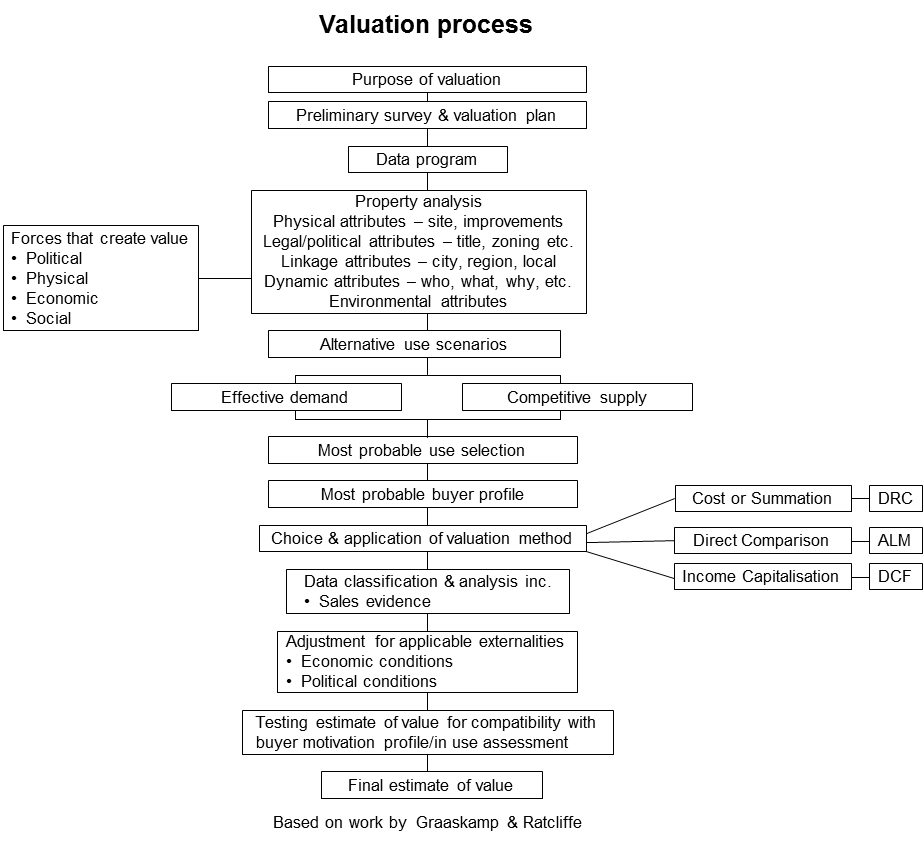 Valuation process
Purpose of valuation
Preliminary survey & valuation plan
Data program
Property analysis
Physical attributes – site, improvements
Legal/political attributes – title, zoning etc.
Linkage attributes – city, region, local
Dynamic attributes – who, what, why, etc.
Environmental attributes
Forces that create value
• Political
• Physical
• Economic
• Social
Alternative use scenarios
Effective demand
Competitive supply
Most probable use selection
Most probable buyer profile
Choice & application of valuation method
Cost or Summation
DRC
Direct Comparison
ALM
Income Capitalisation
DCF
Data classification & analysis inc.
• Sales evidence
Adjustment for applicable externalities
• Economic conditions
• Political conditions
Testing estimate of value for compatibility with
buyer motivation profile/in use assessment
Final estimate of value
Based on work by Graaskamp & Ratcliffe